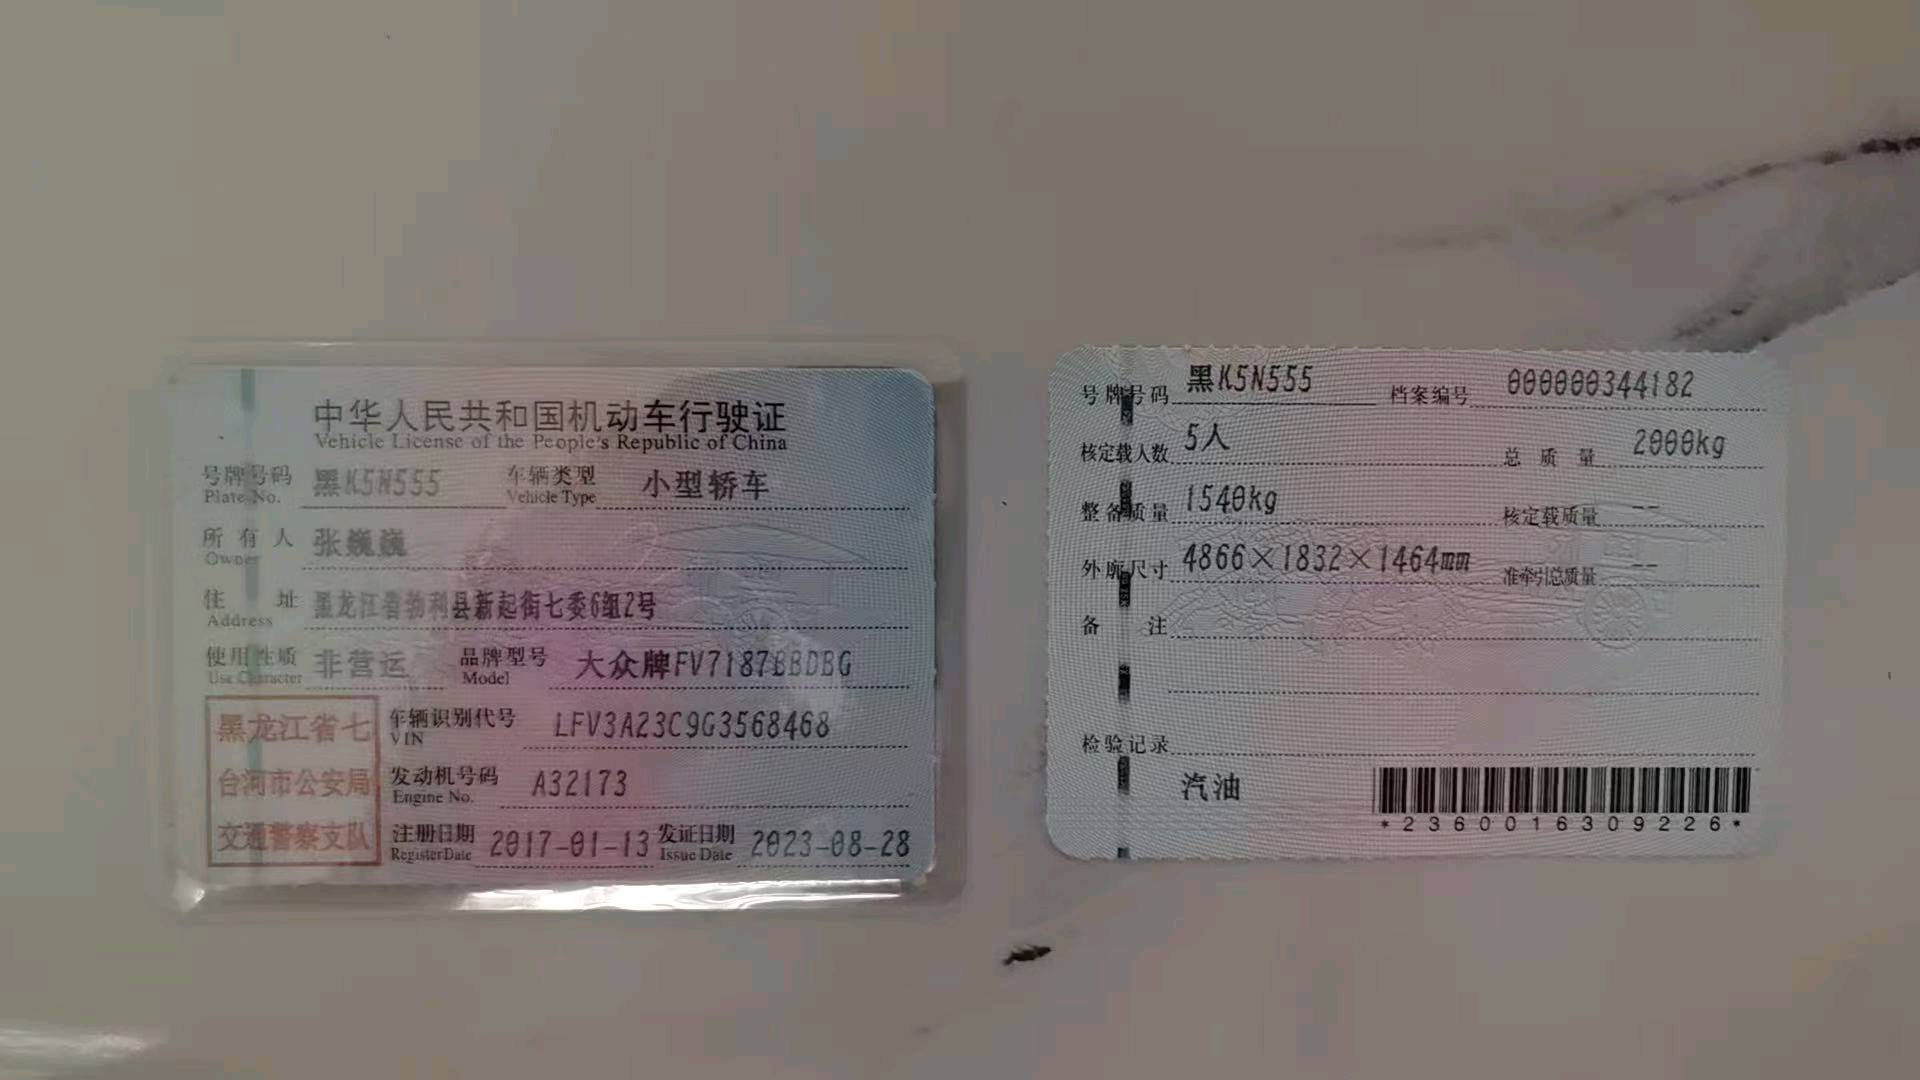 中华人民共和国机动车行驶证
Vehicle License of the People's Republic of China
号牌号码 黑K5N555 车辆类型 小型轿车
Plate No. Vehicle Type
所有人 张巍巍
Owner
住址 黑龙江省勃利县新起街七委6组2号
Address
使用性质 非营运 品牌型号 大众牌FV7187BBDBG
Use Character Model
车辆识别代号 LFV3A23C9G3568468
VIN
发动机号码 A32173
Engine No.
注册日期 2017-01-13 发证日期 2023-08-28
Register Date Issue Date
黑龙江省七
台河市公安局
交通警察支队
号牌号码 黑K5N555 档案编号 000000344182
核定载人数 5人 总质量 2000kg
整备质量 1540kg 核定载质量 --
外廓尺寸 4866×1832×1464mm 准牵引总质量 --
备注
检验记录
汽油
*2360016309226*